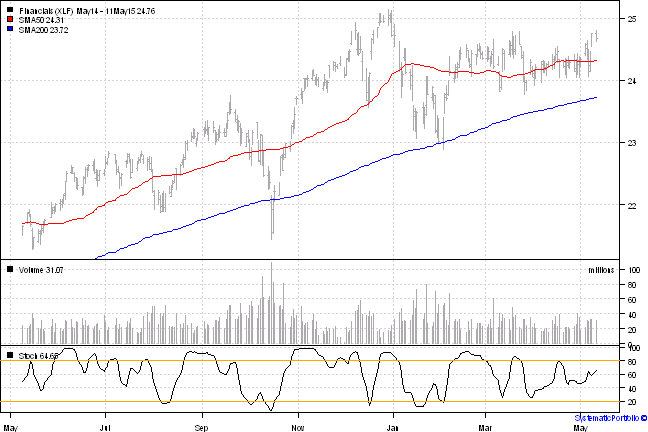 Financials (XLF) May14 - 11May15 24.76
SMA50 24.31
SMA200 23.72
25
24
23
22
Volume 31.07
millions
100
80
60
40
20
0
Stoch 64.66
100
80
60
40
20
May Jul Sep Nov Jan Mar May
SystematicPortfolio ©